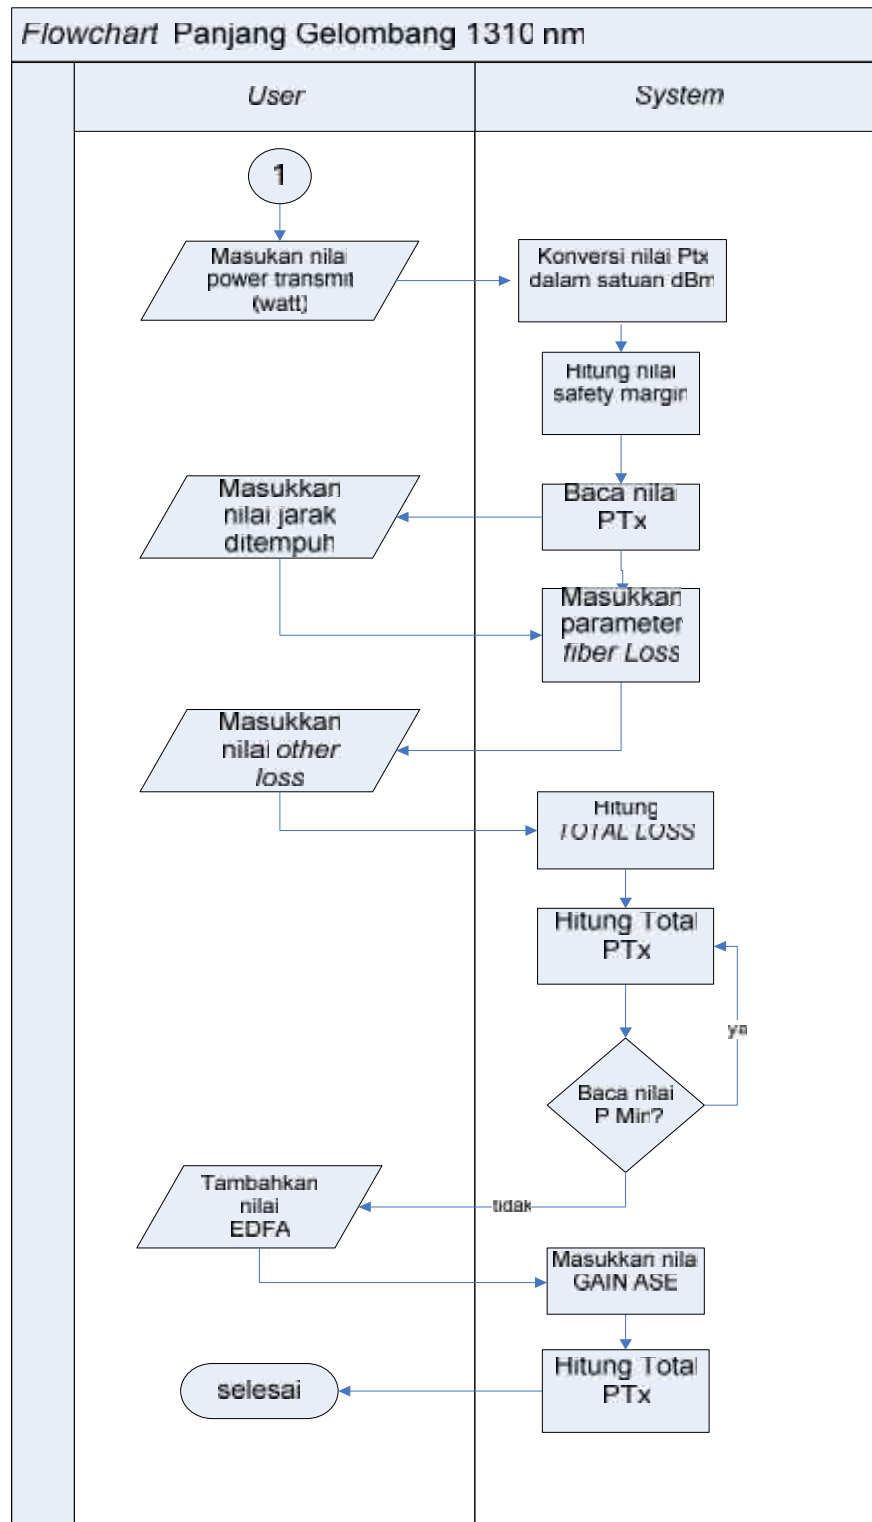 Flowchart Panjang Gelombang 1310 nm
User
System
1
Masukan nilai
power transmit
(watt)
Konversi nilai Ptx
dalam satuan dBm
Hitung nilai
safety margin
Baca nilai
PTx
Masukkan
nilai jarak
ditempuh
Masukkan
parameter
fiber Loss
Masukkan
nilai other
loss
Hitung
TOTAL LOSS
Hitung Total
PTx
ya
Baca nilai
P Min?
tidak
Tambahkan
nilai
EDFA
Masukkan nilai
GAIN ASE
Hitung Total
PTx
selesai